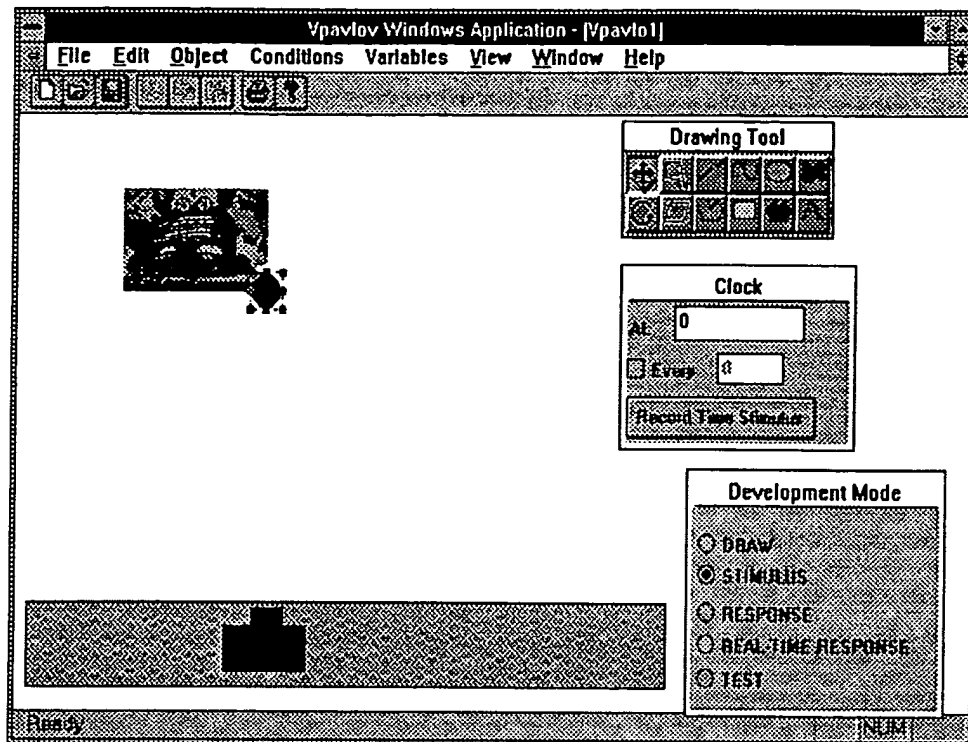 Vpavlov Windows Application - [Vpavlo1]
File Edit Object Conditions Variables View Window Help
Drawing Tool
Clock
At: 0
Every 0
Record Time Stimulus
Development Mode
DRAW
STIMULUS
RESPONSE
REAL-TIME RESPONSE
TEST
Ready NUM